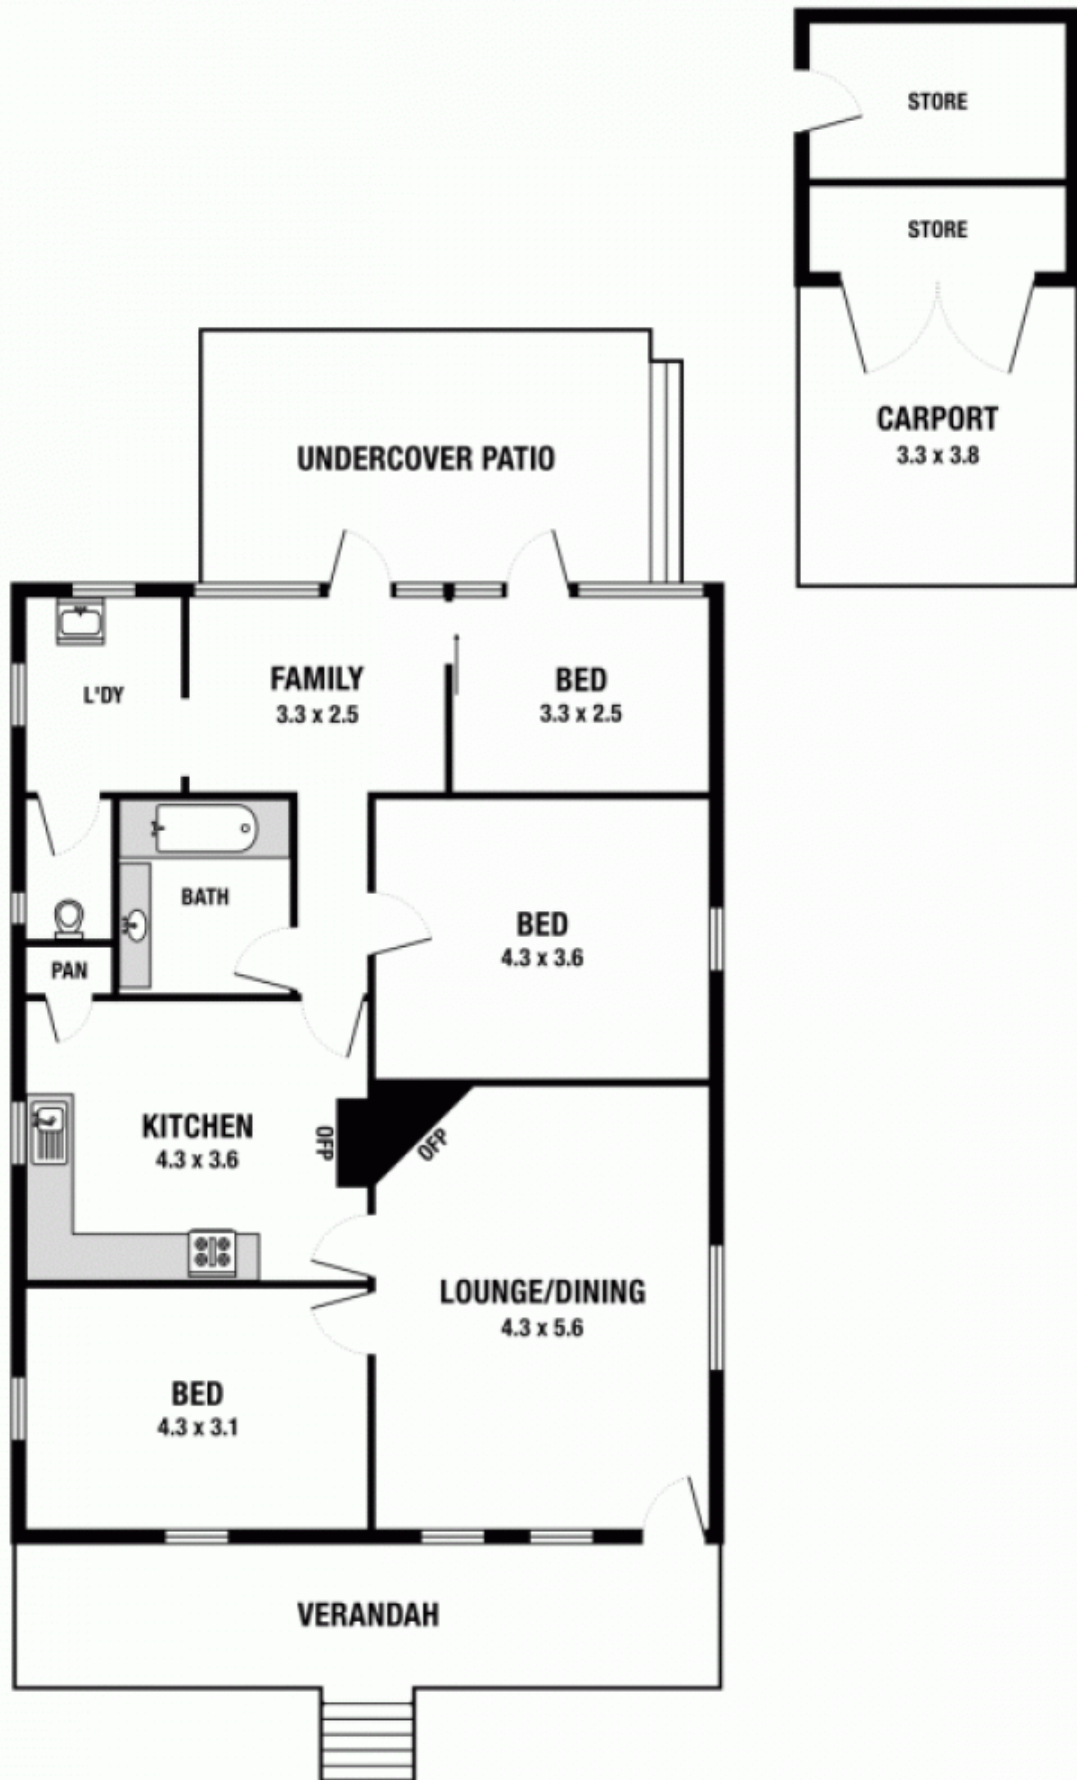 STORE
STORE
CARPORT
3.3 x 3.8
UNDERCOVER PATIO
L'DY
FAMILY
3.3 x 2.5
BED
3.3 x 2.5
BATH
BED
4.3 x 3.6
PAN
KITCHEN
4.3 x 3.6
OFP
OFP
LOUNGE/DINING
4.3 x 5.6
BED
4.3 x 3.1
VERANDAH